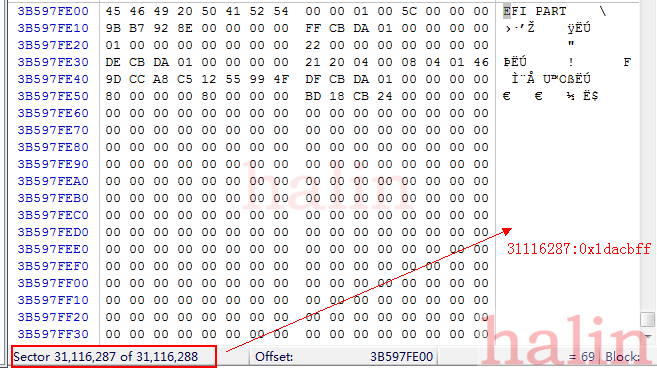 3B597FE00 45 46 49 20 50 41 52 54 00 00 01 00 5C 00 00 00 EFI PART \
3B597FE10 9B B7 92 8E 00 00 00 00 FF CB DA 01 00 00 00 00 ›·’Ž ÿËÚ
3B597FE20 01 00 00 00 00 00 00 00 22 00 00 00 00 00 00 00 "
3B597FE30 DE CB DA 01 00 00 00 00 21 20 04 00 08 04 01 46 ÞËÚ ! F
3B597FE40 9D CC A8 C5 12 55 99 4F DF CB DA 01 00 00 00 00 Ì¨Å U™OßËÚ
3B597FE50 80 00 00 00 80 00 00 00 BD 18 CB 24 00 00 00 00 € € ½ Ë$
3B597FE60 00 00 00 00 00 00 00 00 00 00 00 00 00 00 00 00
3B597FE70 00 00 00 00 00 00 00 00 00 00 00 00 00 00 00 00
3B597FE80 00 00 00 00 00 00 00 00 00 00 00 00 00 00 00 00
3B597FE90 00 00 00 00 00 00 00 00 00 00 00 00 00 00 00 00
3B597FEA0 00 00 00 00 00 00 00 00 00 00 00 00 00 00 00 00
3B597FEB0 00 00 00 00 00 00 00 00 00 00 00 00 00 00 00 00
halin
3B597FEC0 00 00 00 00 00 00 00 00 00 00 00 00 00 00 00 00
3B597FED0 00 00 00 00 00 00 00 00 00 00 00 00 00 00 00 00
3B597FEE0 00 00 00 00 00 00 00 00 00 00 00 00 00 00 00 00
31116287:0x1dacbff
3B597FEF0 00 00 00 00 00 00 00 00 00 00 00 00 00 00 00 00
3B597FF00 00 00 00 00 00 00 00 00 00 00 00 00 00 00 00 00
3B597FF10 00 00 00 00 00 00 00 00 00 00 00 00 00 00 00 00
3B597FF20 00 00 00 00 00 00 00 00 00 00 00 00 00 00 00 00
3B597FF30 00 00 00 00 00 00 00 00 00 00 00 00 00 00 00 00
halin
Sector 31,116,287 of 31,116,288 Offset: 3B597FE00 = 69 Block: